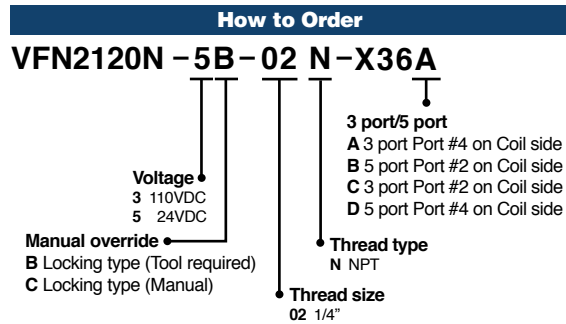 How to Order
VFN2120N – 5B – 02 N – X36A
3 port/5 port
A 3 port Port #4 on Coil side
B 5 port Port #2 on Coil side
C 3 port Port #2 on Coil side
D 5 port Port #4 on Coil side
Voltage
3 110VDC
5 24VDC
Manual override
B Locking type (Tool required)
C Locking type (Manual)
Thread type
N NPT
Thread size
02 1/4”